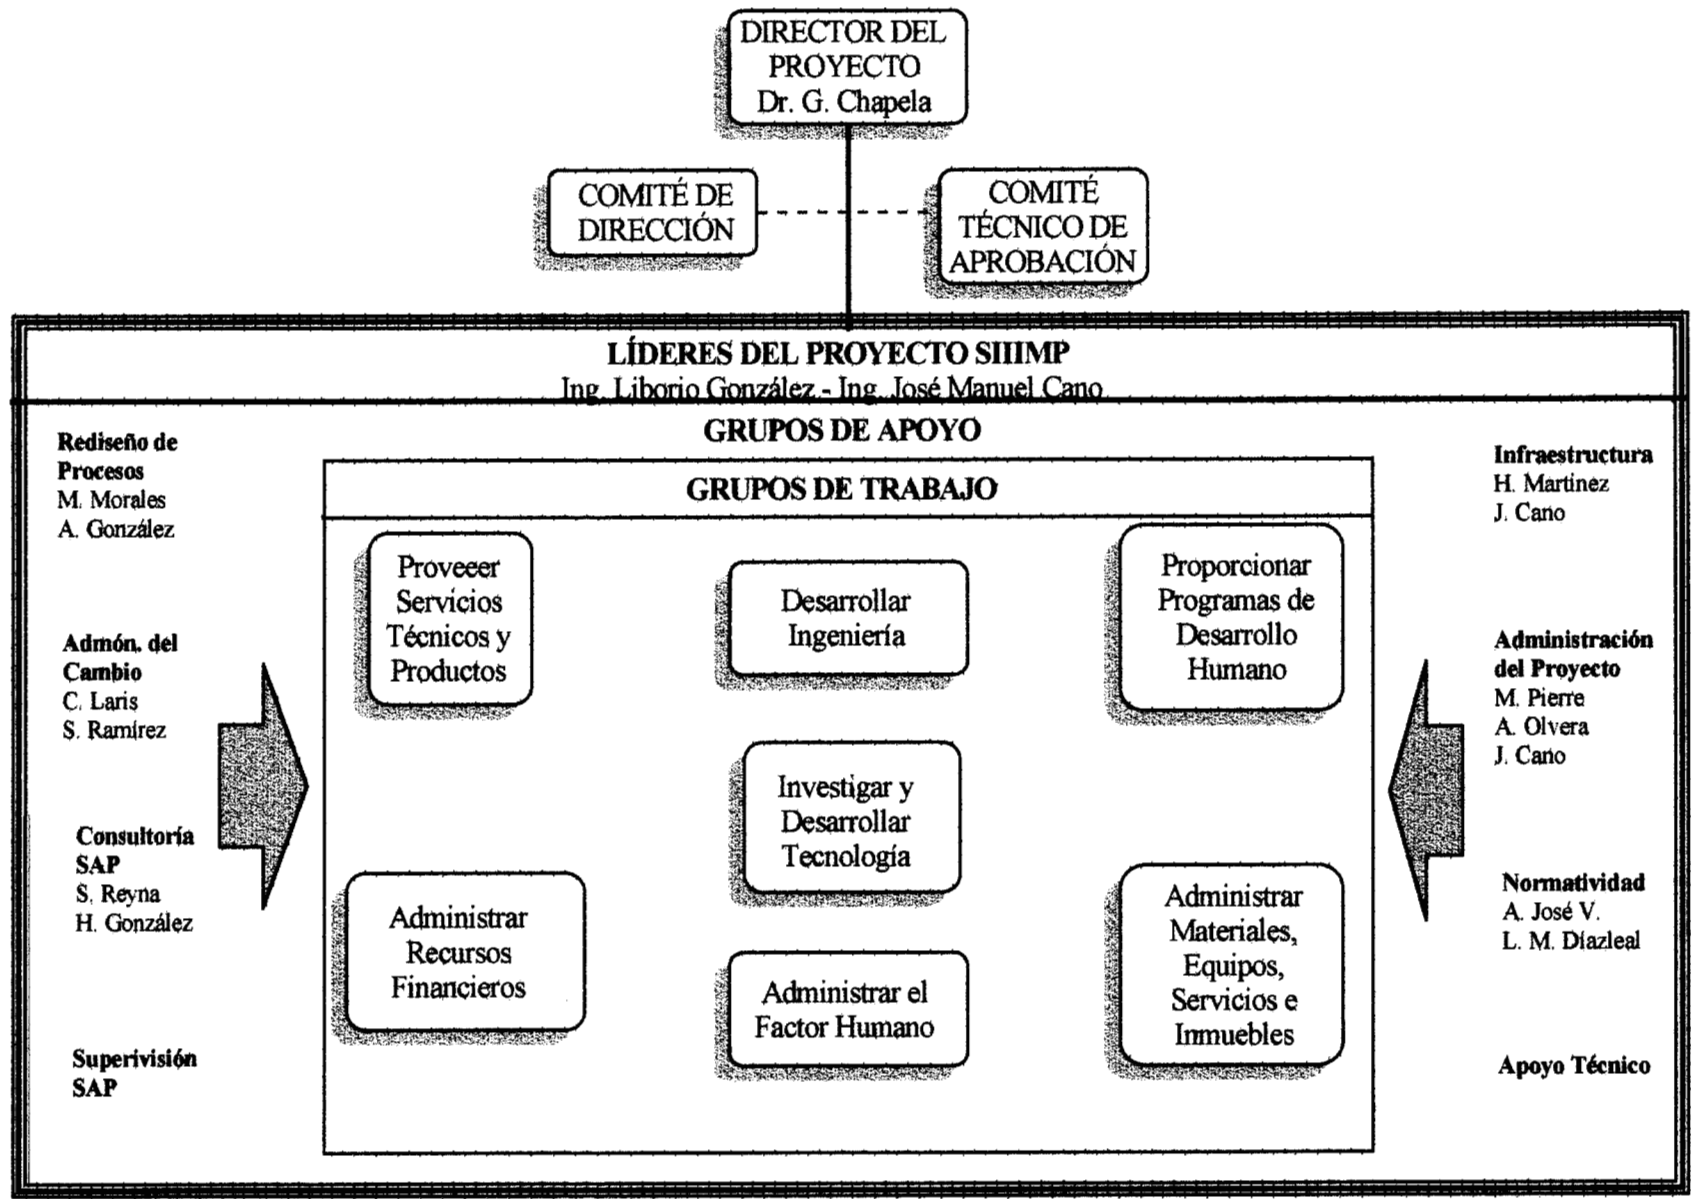 DIRECTOR DEL
PROYECTO
Dr. G. Chapela
COMITÉ DE
DIRECCIÓN
COMITÉ
TÉCNICO DE
APROBACIÓN
LÍDERES DEL PROYECTO SIIIMP
Ing. Liborio González - Ing. José Manuel Cano
GRUPOS DE APOYO
Rediseño de
Procesos
M. Morales
A. González
Admón. del
Cambio
C. Laris
S. Ramírez
Consultoría
SAP
S. Reyna
H. González
Superivisión
SAP
GRUPOS DE TRABAJO
Proveeer
Servicios
Técnicos y
Productos
Desarrollar
Ingeniería
Proporcionar
Programas de
Desarrollo
Humano
Investigar y
Desarrollar
Tecnología
Administrar
Recursos
Financieros
Administrar el
Factor Humano
Administrar
Materiales,
Equipos,
Servicios e
Inmuebles
Infraestructura
H. Martínez
J. Cano
Administración
del Proyecto
M. Pierre
A. Olvera
J. Cano
Normatividad
A. José V.
L. M. Díazleal
Apoyo Técnico